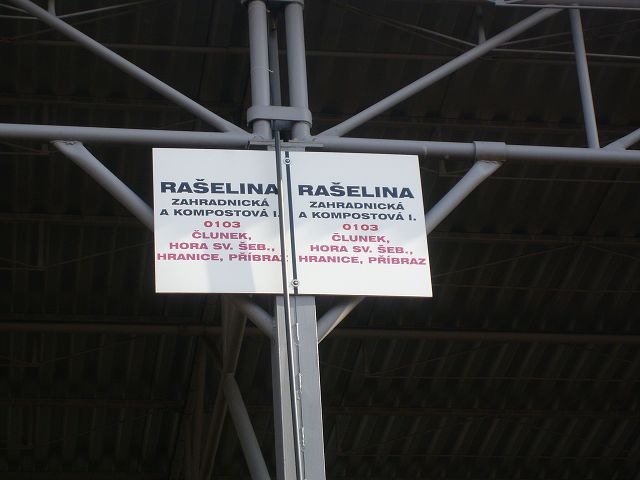 RAŠELINA
ZAHRADNICKÁ
A KOMPOSTOVÁ I.
0103
ČLUNEK,
HORA SV. ŠEB.,
HRANICE, PŘÍBRAZ
RAŠELINA
ZAHRADNICKÁ
A KOMPOSTOVÁ I.
0103
ČLUNEK,
HORA SV. ŠEB.,
HRANICE, PŘÍBRAZ